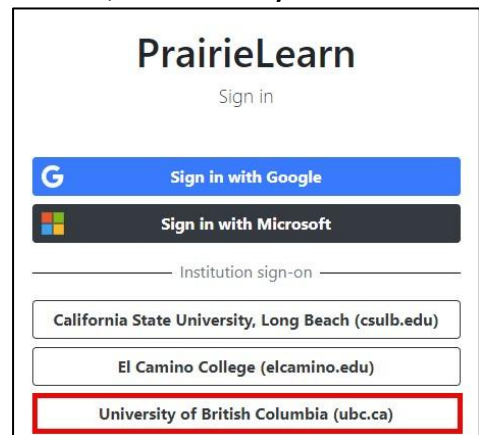 PrairieLearn
Sign in
G Sign in with Google
Sign in with Microsoft
Institution sign-on
California State University, Long Beach (csulb.edu)
El Camino College (elcamino.edu)
University of British Columbia (ubc.ca)